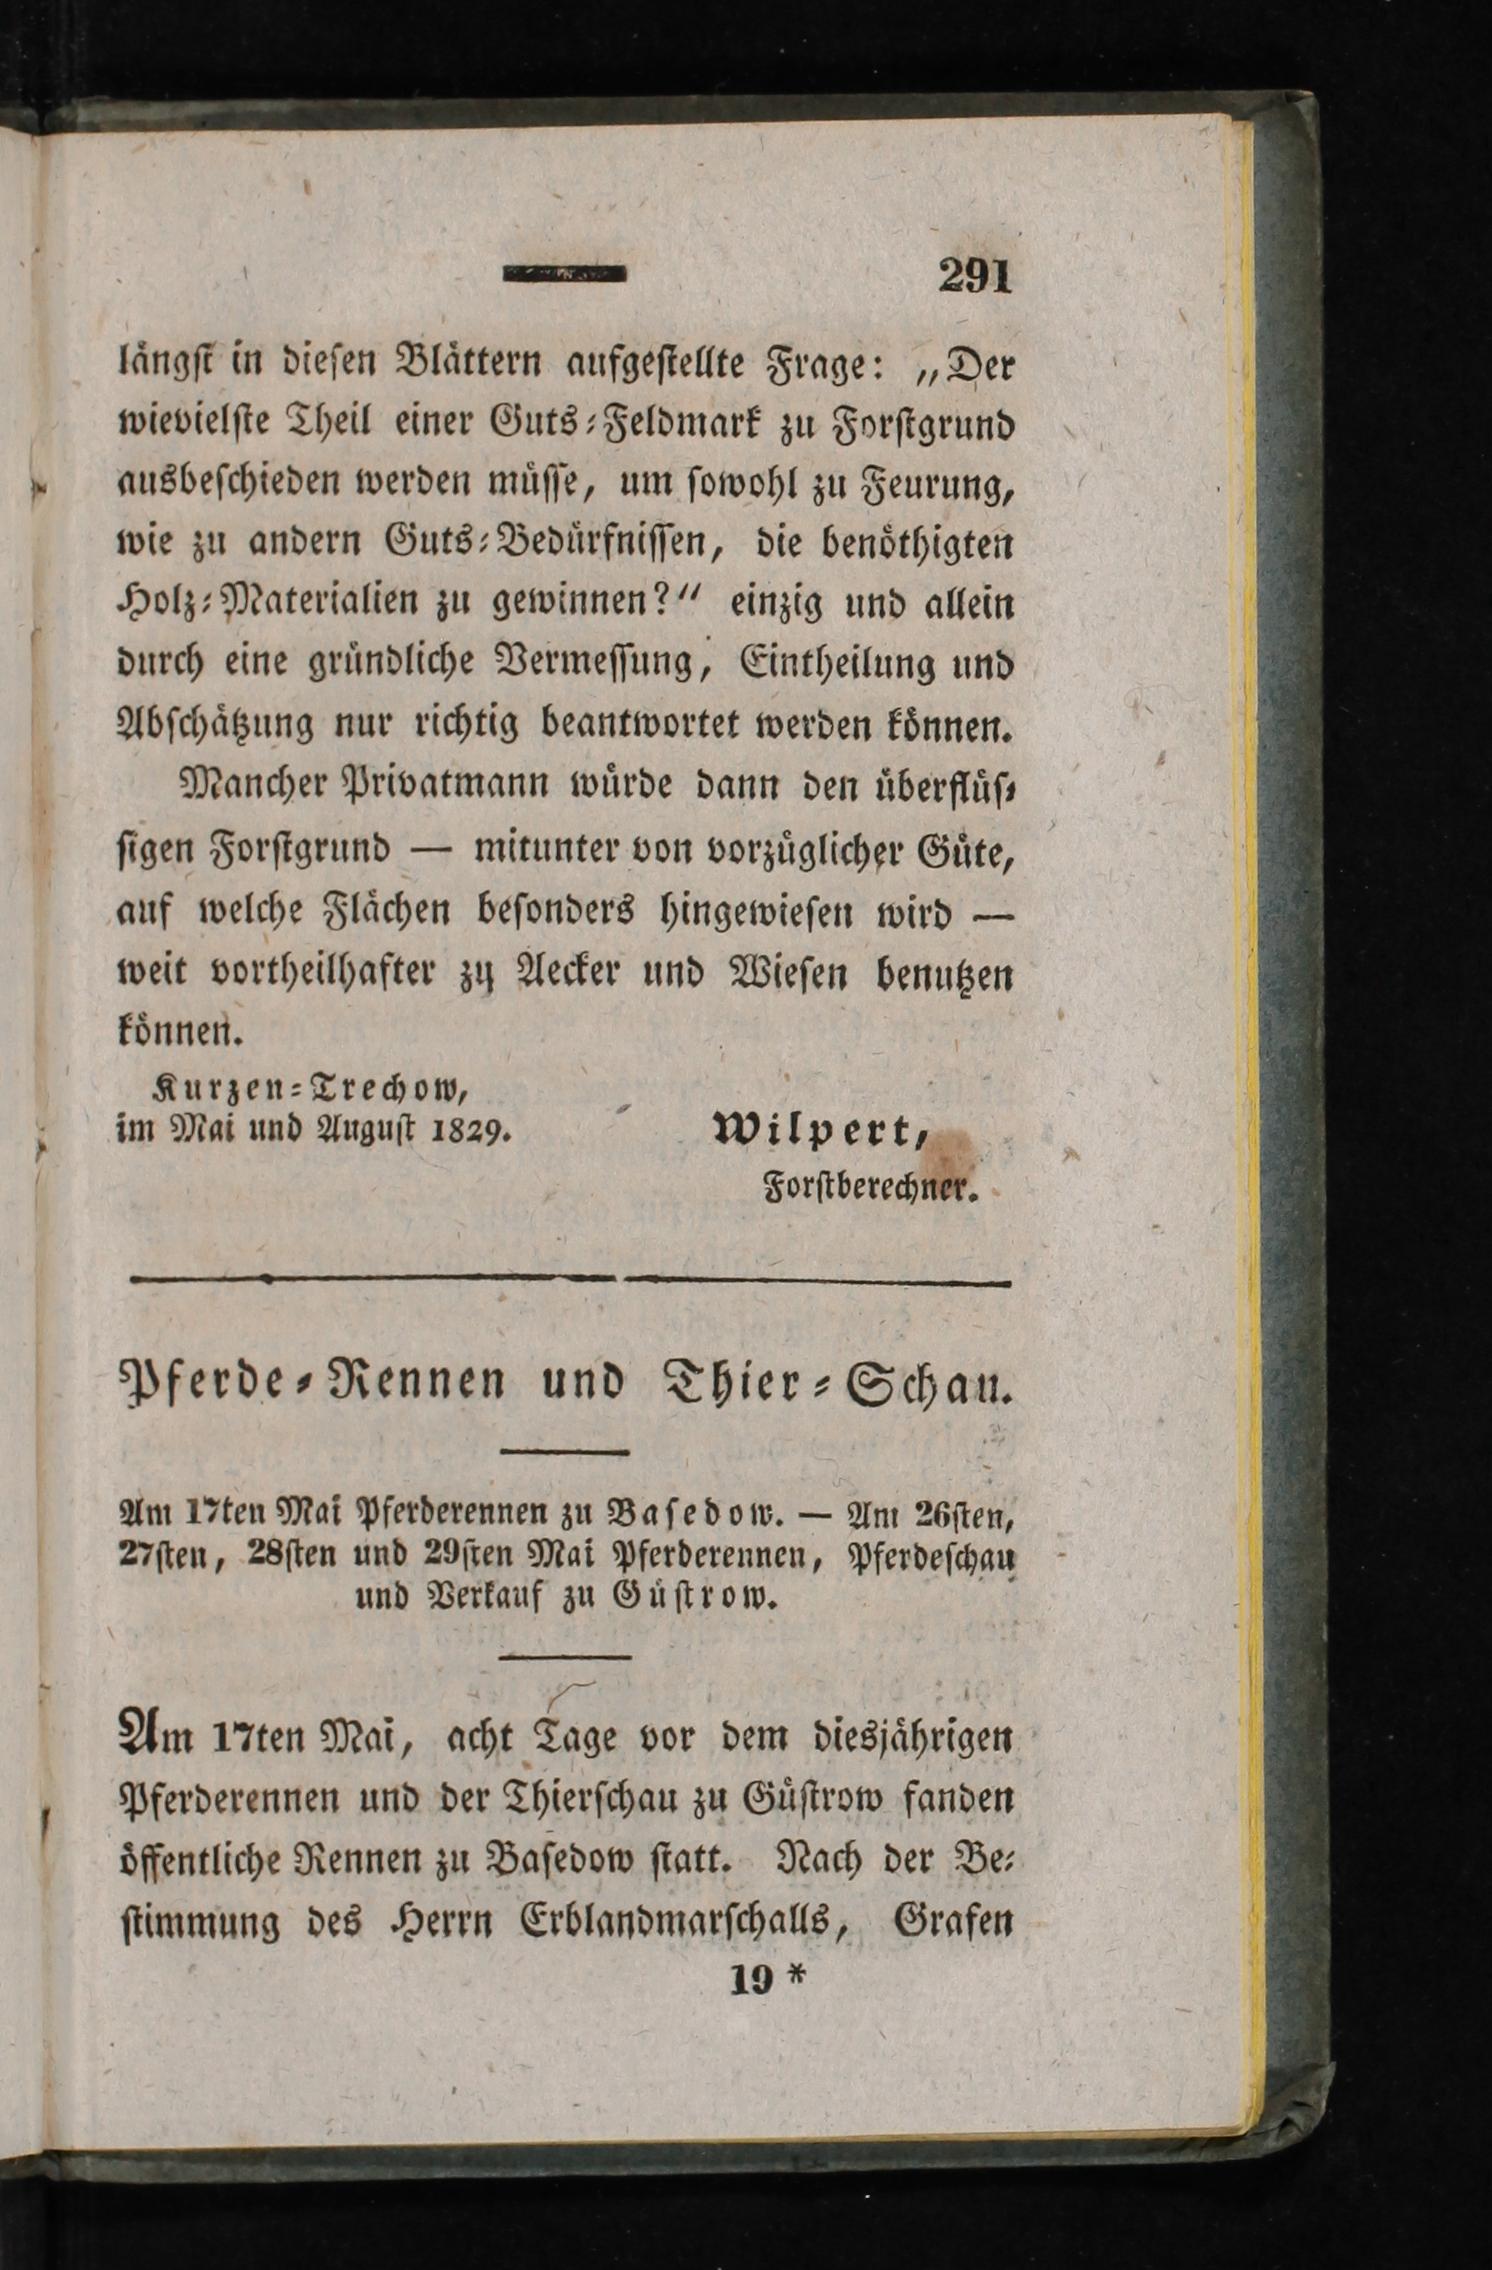 291
längst in diesen Blättern aufgestellte Frage: „Der
wievielste Theil einer Guts-Feldmark zu Forstgrund
ausbeschieden werden müsse, um sowohl zu Feurung,
wie zu andern Guts-Bedürfnissen, die benöthigten
Holz-Materialien zu gewinnen?“ einzig und allein
durch eine gründliche Vermessung, Eintheilung und
Abschätzung nur richtig beantwortet werden können.
Mancher Privatmann würde dann den überflüs-
sigen Forstgrund — mitunter von vorzüglicher Güte,
auf welche Flächen besonders hingewiesen wird —
weit vortheilhafter zu Aecker und Wiesen benutzen
können.
Kurzen-Trechow,
im Mai und August 1829.
Wilpert,
Forstberechner.
Pferde-Rennen und Thier-Schau.
Am 17ten Mai Pferderennen zu Basedow. — Am 26sten,
27sten, 28sten und 29sten Mai Pferderennen, Pferdeschau
und Verkauf zu Güstrow.
Am 17ten Mai, acht Tage vor dem diesjährigen
Pferderennen und der Thierschau zu Güstrow fanden
öffentliche Rennen zu Basedow statt. Nach der Be-
stimmung des Herrn Erblandmarschalls, Grafen
19 *